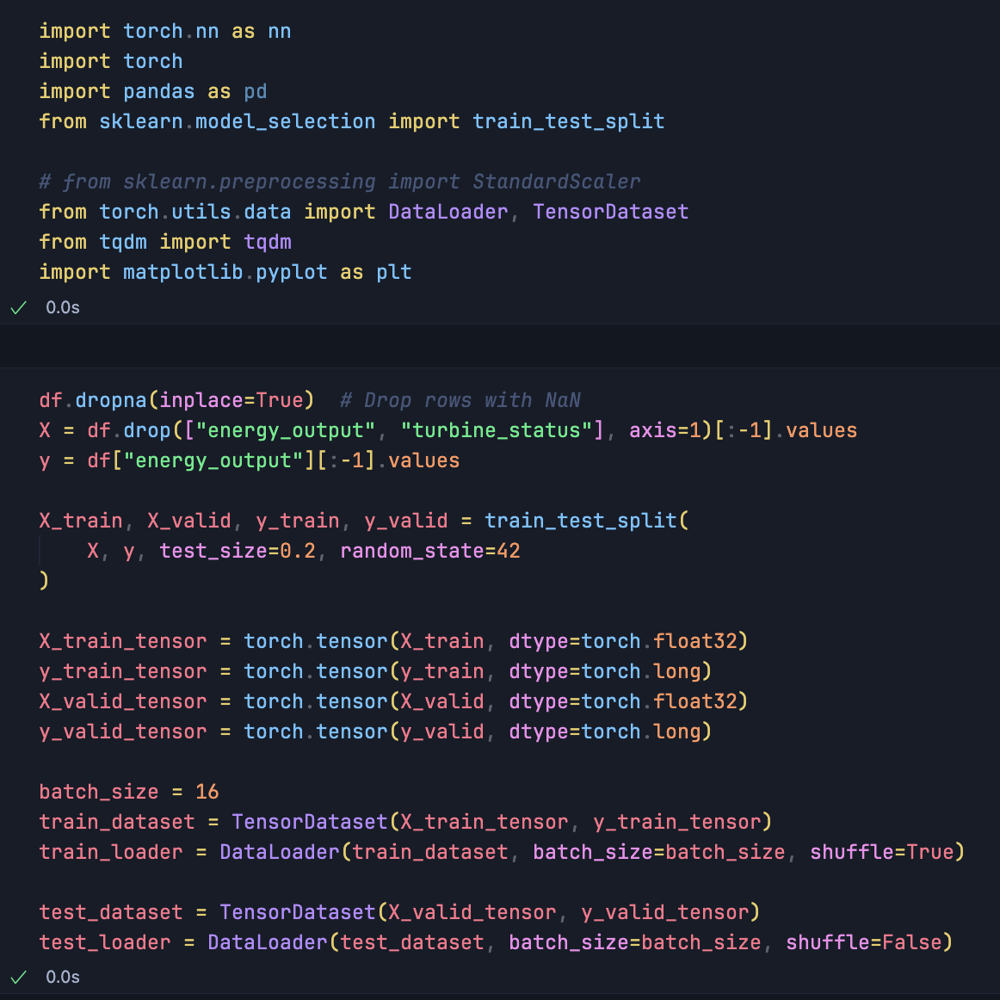 import torch.nn as nn
import torch
import pandas as pd
from sklearn.model_selection import train_test_split
# from sklearn.preprocessing import StandardScaler
from torch.utils.data import DataLoader, TensorDataset
from tqdm import tqdm
import matplotlib.pyplot as plt
✓ 0.0s
df.dropna(inplace=True)  # Drop rows with NaN
X = df.drop(["energy_output", "turbine_status"], axis=1)[:-1].values
y = df["energy_output"][:-1].values
X_train, X_valid, y_train, y_valid = train_test_split(
    X, y, test_size=0.2, random_state=42
)
X_train_tensor = torch.tensor(X_train, dtype=torch.float32)
y_train_tensor = torch.tensor(y_train, dtype=torch.long)
X_valid_tensor = torch.tensor(X_valid, dtype=torch.float32)
y_valid_tensor = torch.tensor(y_valid, dtype=torch.long)
batch_size = 16
train_dataset = TensorDataset(X_train_tensor, y_train_tensor)
train_loader = DataLoader(train_dataset, batch_size=batch_size, shuffle=True)
test_dataset = TensorDataset(X_valid_tensor, y_valid_tensor)
test_loader = DataLoader(test_dataset, batch_size=batch_size, shuffle=False)
✓ 0.0s